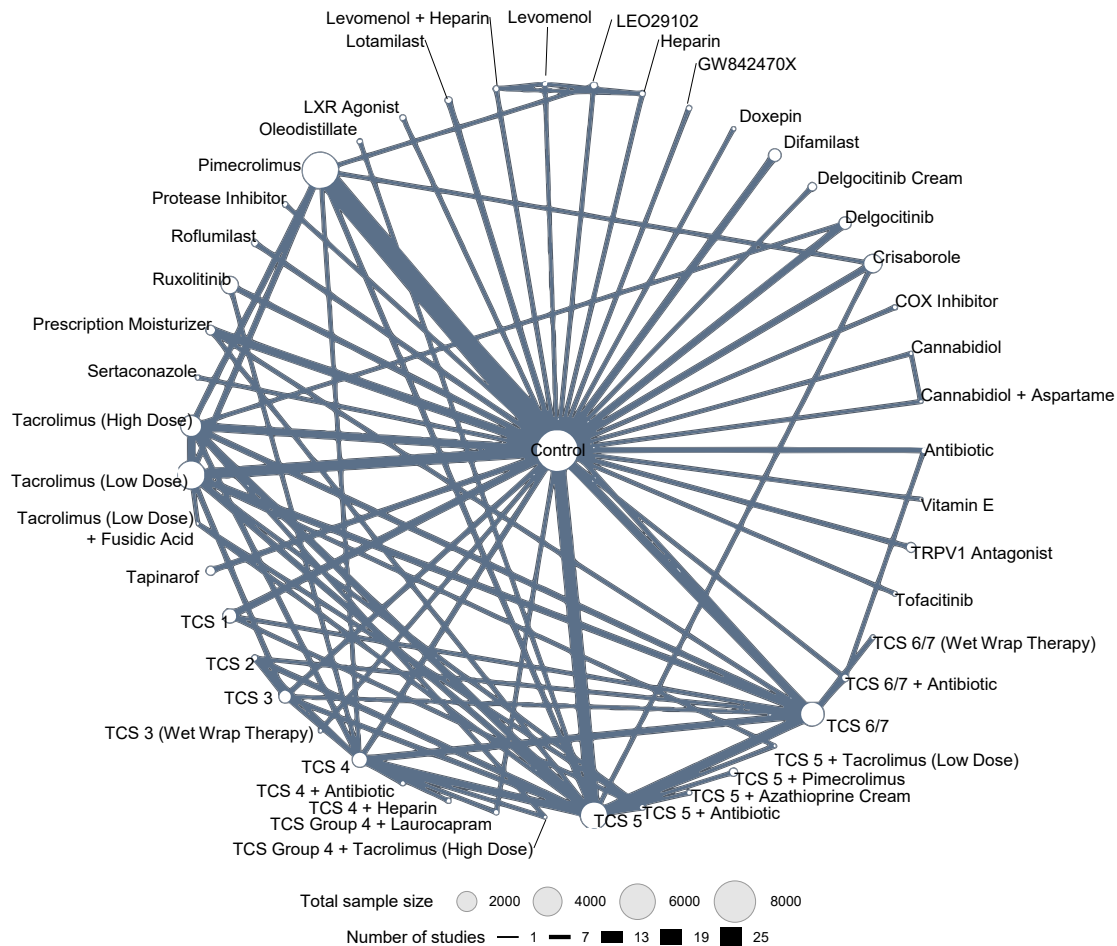 Levomenol + Heparin
Levomenol
LEO29102
Lotamilast
Heparin
GW842470X
LXR Agonist
Doxepin
Oleodistillate
Difamilast
Pimecrolimus
Delgocitinib Cream
Protease Inhibitor
Delgocitinib
Roflumilast
Crisaborole
Ruxolitinib
COX Inhibitor
Prescription Moisturizer
Cannabidiol
Sertaconazole
Cannabidiol + Aspartame
Tacrolimus (High Dose)
Control
Antibiotic
Tacrolimus (Low Dose)
Vitamin E
Tacrolimus (Low Dose)
+ Fusidic Acid
TRPV1 Antagonist
Tapinarof
Tofacitinib
TCS 1
TCS 6/7 (Wet Wrap Therapy)
TCS 2
TCS 6/7 + Antibiotic
TCS 3
TCS 6/7
TCS 3 (Wet Wrap Therapy)
TCS 5 + Tacrolimus (Low Dose)
TCS 4
TCS 5 + Pimecrolimus
TCS 4 + Antibiotic
TCS 5 + Azathioprine Cream
TCS 4 + Heparin
TCS 5 + Antibiotic
TCS Group 4 + Laurocapram
TCS 5
TCS Group 4 + Tacrolimus (High Dose)
Total sample size 2000 4000 6000 8000
Number of studies 1 7 13 19 25